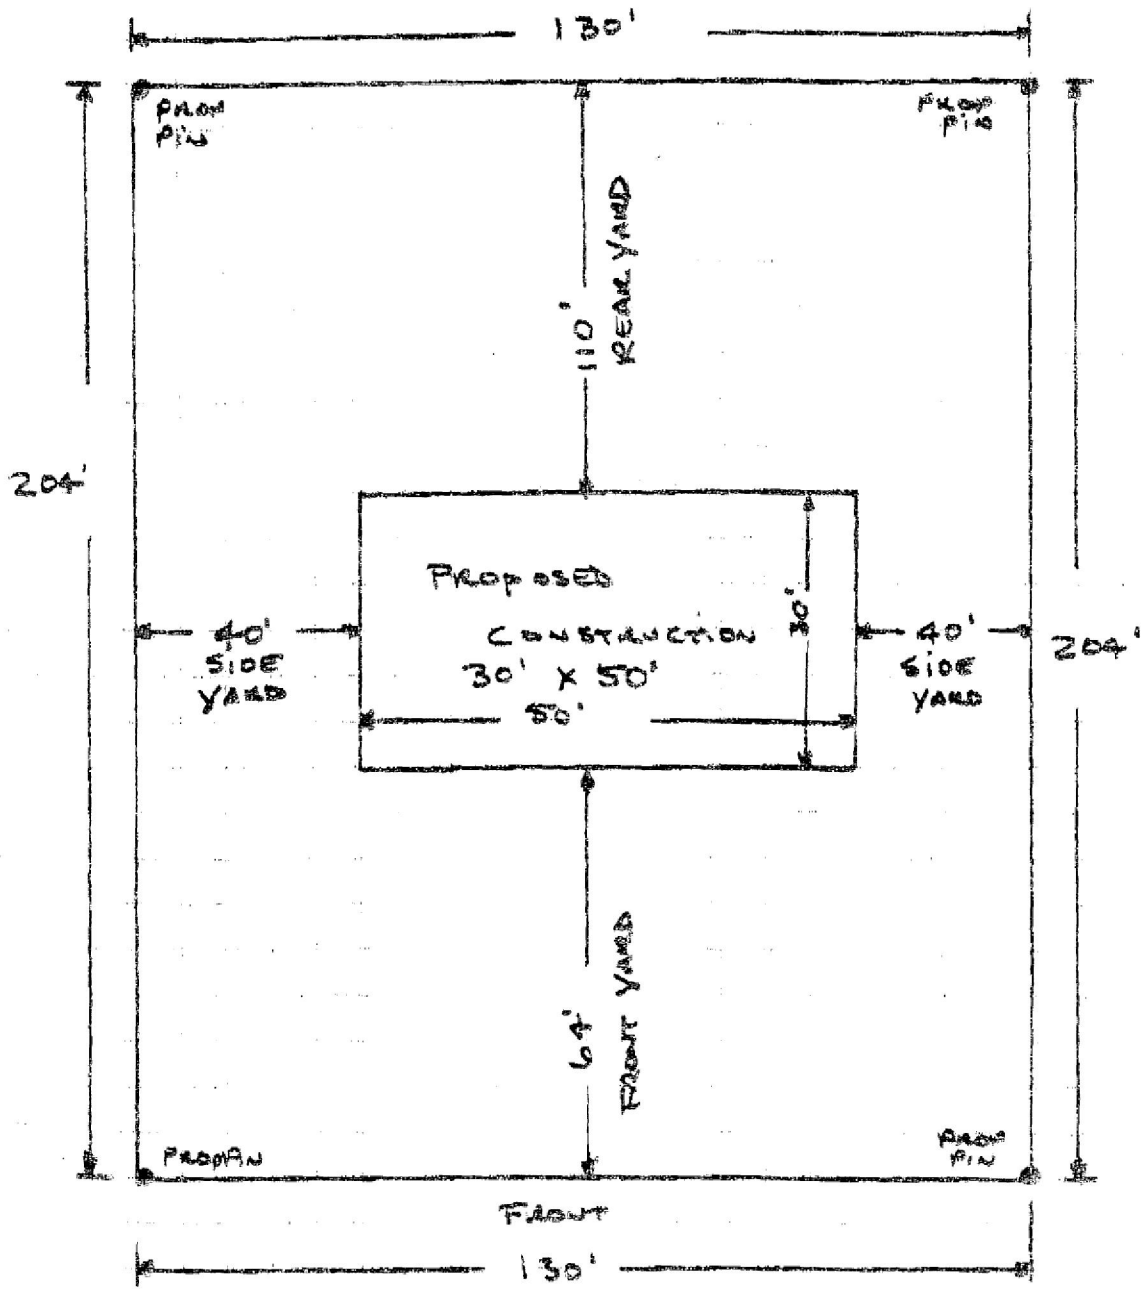 130'
PROP
PIN
PROP
PIN
REAR YARD
110'
204'
PROPOSED
CONSTRUCTION
30' X 50'
50'
30'
40'
SIDE
YARD
40'
SIDE
YARD
204'
64'
FRONT YARD
PROP PIN
PROP
PIN
FRONT
130'